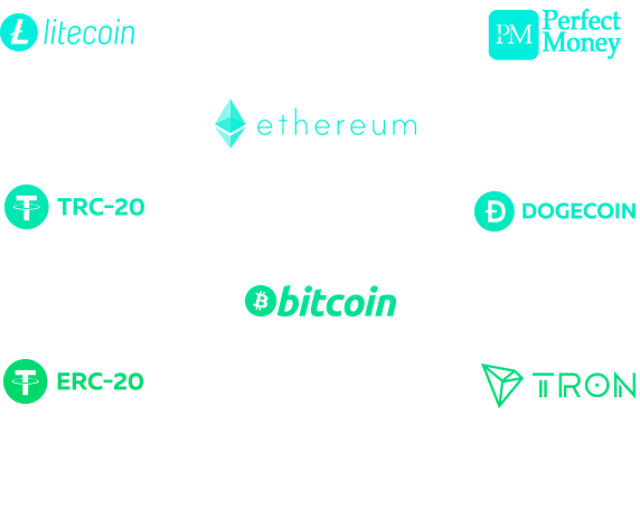 litecoin
PM
Perfect
Money
ethereum
TRC-20
DOGECOIN
bitcoin
ERC-20
TRON